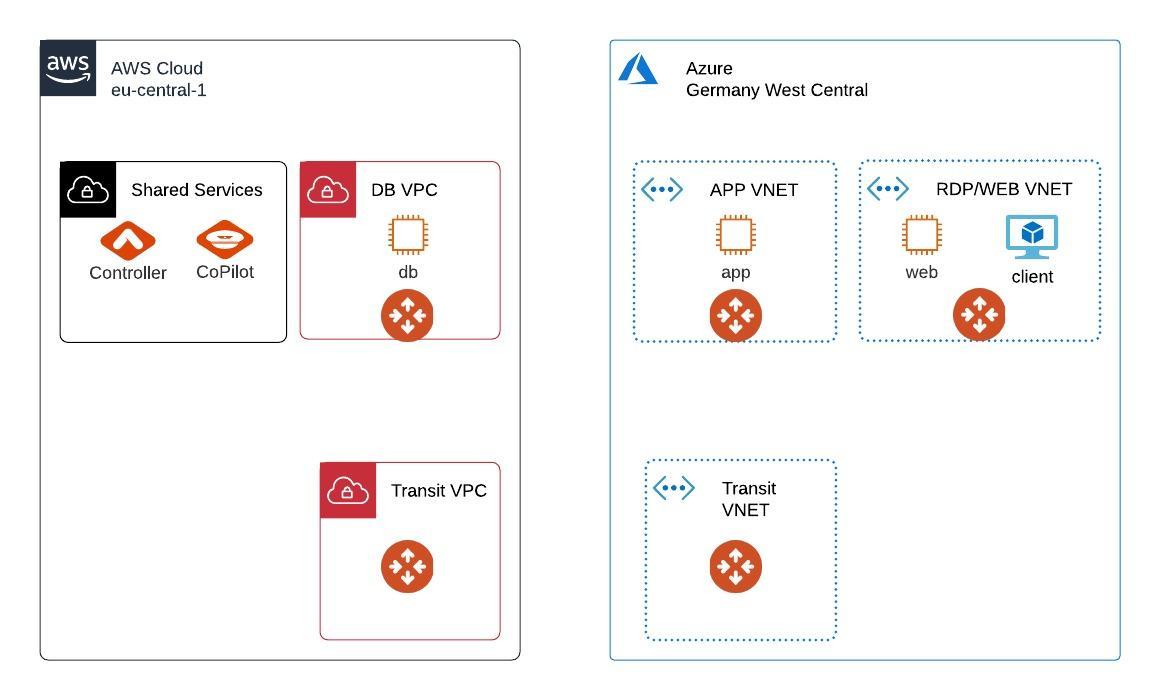 aws
AWS Cloud
eu-central-1
Shared Services
Controller
CoPilot
DB VPC
db
Transit VPC
Azure
Germany West Central
APP VNET
app
RDP/WEB VNET
web
client
Transit
VNET